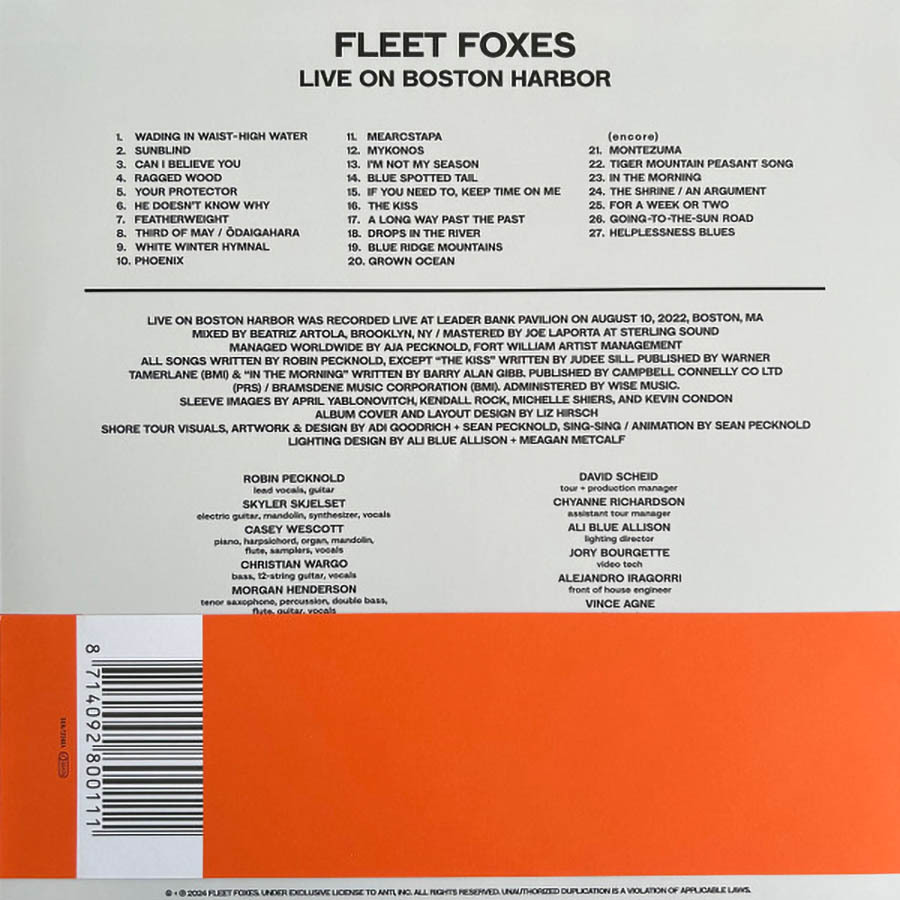 FLEET FOXES
LIVE ON BOSTON HARBOR
1. WADING IN WAIST-HIGH WATER
2. SUNBLIND
3. CAN I BELIEVE YOU
4. RAGGED WOOD
5. YOUR PROTECTOR
6. HE DOESN'T KNOW WHY
7. FEATHERWEIGHT
8. THIRD OF MAY / ŌDAIGAHARA
9. WHITE WINTER HYMNAL
10. PHOENIX
11. MEARCSTAPA
12. MYKONOS
13. I'M NOT MY SEASON
14. BLUE SPOTTED TAIL
15. IF YOU NEED TO, KEEP TIME ON ME
16. THE KISS
17. A LONG WAY PAST THE PAST
18. DROPS IN THE RIVER
19. BLUE RIDGE MOUNTAINS
20. GROWN OCEAN
(encore)
21. MONTEZUMA
22. TIGER MOUNTAIN PEASANT SONG
23. IN THE MORNING
24. THE SHRINE / AN ARGUMENT
25. FOR A WEEK OR TWO
26. GOING-TO-THE-SUN ROAD
27. HELPLESSNESS BLUES
LIVE ON BOSTON HARBOR WAS RECORDED LIVE AT LEADER BANK PAVILION ON AUGUST 10, 2022, BOSTON, MA
MIXED BY BEATRIZ ARTOLA, BROOKLYN, NY / MASTERED BY JOE LAPORTA AT STERLING SOUND
MANAGED WORLDWIDE BY AJA PECKNOLD, FORT WILLIAM ARTIST MANAGEMENT
ALL SONGS WRITTEN BY ROBIN PECKNOLD, EXCEPT "THE KISS" WRITTEN BY JUDEE SILL. PUBLISHED BY WARNER
TAMERLANE (BMI) & "IN THE MORNING" WRITTEN BY BARRY ALAN GIBB. PUBLISHED BY CAMPBELL CONNELLY CO LTD
(PRS) / BRAMSDENE MUSIC CORPORATION (BMI). ADMINISTERED BY WISE MUSIC.
SLEEVE IMAGES BY APRIL YABLONOVITCH, KENDALL ROCK, MICHELLE SHIERS, AND KEVIN CONDON
ALBUM COVER AND LAYOUT DESIGN BY LIZ HIRSCH
SHORE TOUR VISUALS, ARTWORK & DESIGN BY ADI GOODRICH + SEAN PECKNOLD, SING-SING / ANIMATION BY SEAN PECKNOLD
LIGHTING DESIGN BY ALI BLUE ALLISON + MEAGAN METCALF
ROBIN PECKNOLD
lead vocals, guitar
SKYLER SKJELSET
electric guitar, mandolin, synthesizer, vocals
CASEY WESCOTT
piano, harpsichord, organ, mandolin,
flute, samplers, vocals
CHRISTIAN WARGO
bass, 12-string guitar, vocals
MORGAN HENDERSON
tenor saxophone, percussion, double bass,
flute, guitar, vocals
DAVID SCHEID
tour + production manager
CHYANNE RICHARDSON
assistant tour manager
ALI BLUE ALLISON
lighting director
JORY BOURGETTE
video tech
ALEJANDRO IRAGORRI
front of house engineer
VINCE AGNE
8 714092 800111
© + ℗ 2024 FLEET FOXES. UNDER EXCLUSIVE LICENSE TO ANTI, INC. ALL RIGHTS RESERVED. UNAUTHORIZED DUPLICATION IS A VIOLATION OF APPLICABLE LAWS.